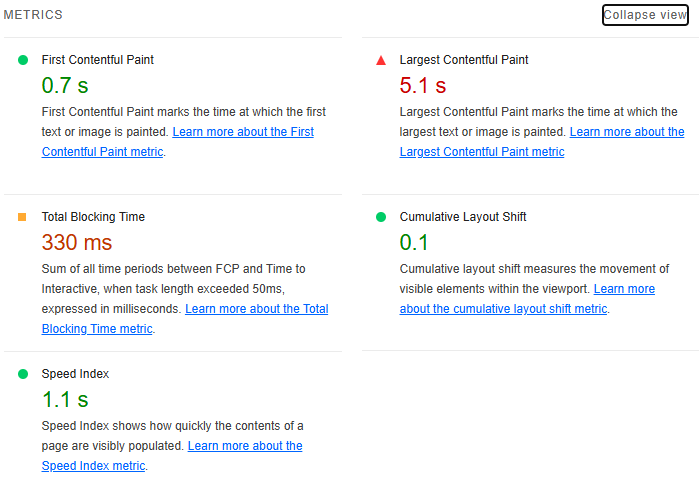 METRICS
Collapse view
First Contentful Paint
0.7 s
First Contentful Paint marks the time at which the first
text or image is painted. Learn more about the First
Contentful Paint metric.
Largest Contentful Paint
5.1 s
Largest Contentful Paint marks the time at which the
largest text or image is painted. Learn more about the
Largest Contentful Paint metric
Total Blocking Time
330 ms
Sum of all time periods between FCP and Time to
Interactive, when task length exceeded 50ms,
expressed in milliseconds. Learn more about the Total
Blocking Time metric.
Cumulative Layout Shift
0.1
Cumulative layout shift measures the movement of
visible elements within the viewport. Learn more
about the cumulative layout shift metric.
Speed Index
1.1 s
Speed Index shows how quickly the contents of a
page are visibly populated. Learn more about the
Speed Index metric.